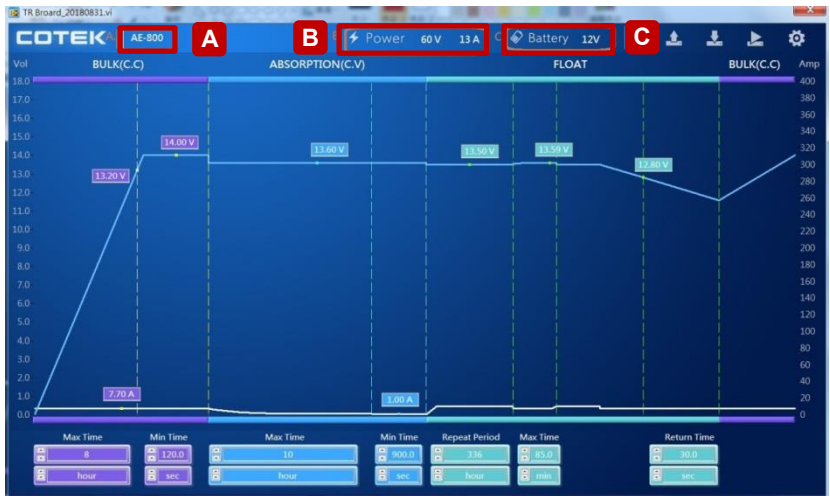 TR Broard_20180831.vi
COTEK AE-800 A B Power 60 V 13 A Battery 12V C
Vol BULK(C.C) ABSORPTION(C.V) FLOAT BULK(C.C) Amp
18.0 400
17.0 380
16.0 360
340
15.0 320
14.00 V 13.60 V 13.50 V 13.59 V
14.0 300
13.20 V 12.80 V
13.0 280
12.0 260
11.0 240
10.0 220
9.0 200
8.0 180
7.0 160
6.0 140
5.0 120
4.0 100
3.0 80
60
2.0 40
7.70 A 1.00 A
1.0 20
0.0 0
Max Time Min Time Max Time Min Time Repeat Period Max Time Return Time
8 120.0 10 900.0 336 85.0 30.0
hour sec hour sec hour min sec